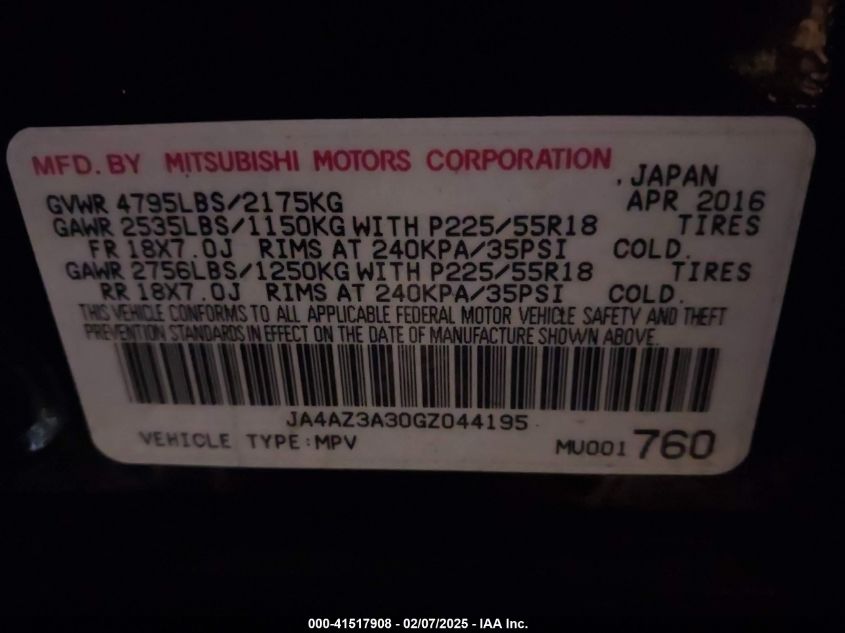 MFD. BY MITSUBISHI MOTORS CORPORATION
, JAPAN
GVWR 4795LBS/2175KG APR 2016
GAWR 2535LBS/1150KG WITH P225/55R18 TIRES
FR 18X7.0J RIMS AT 240KPA/35PSI COLD.
GAWR 2756LBS/1250KG WITH P225/55R18 TIRES
RR 18X7.0J RIMS AT 240KPA/35PSI COLD.
THIS VEHICLE CONFORMS TO ALL APPLICABLE FEDERAL MOTOR VEHICLE SAFETY AND THEFT
PREVENTION STANDARDS IN EFFECT ON THE DATE OF MANUFACTURE SHOWN ABOVE.
JA4AZ3A30GZ044195
VEHICLE TYPE:MPV MU001 760
000-41517908 - 02/07/2025 - IAA Inc.